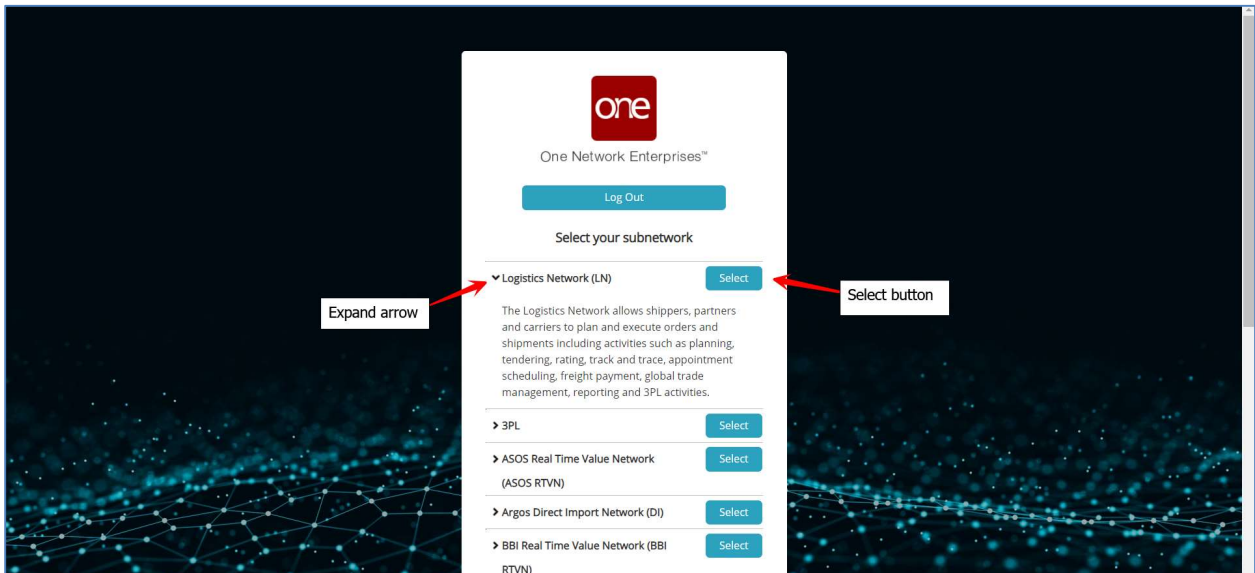 one
One Network Enterprises™
Log Out
Select your subnetwork
Logistics Network (LN)
Select
Expand arrow
Select button
The Logistics Network allows shippers, partners
and carriers to plan and execute orders and
shipments including activities such as planning,
tendering, rating, track and trace, appointment
scheduling, freight payment, global trade
management, reporting and 3PL activities.
3PL
Select
ASOS Real Time Value Network
(ASOS RTVN)
Select
Argos Direct Import Network (DI)
Select
BBI Real Time Value Network (BBI
RTVN)
Select